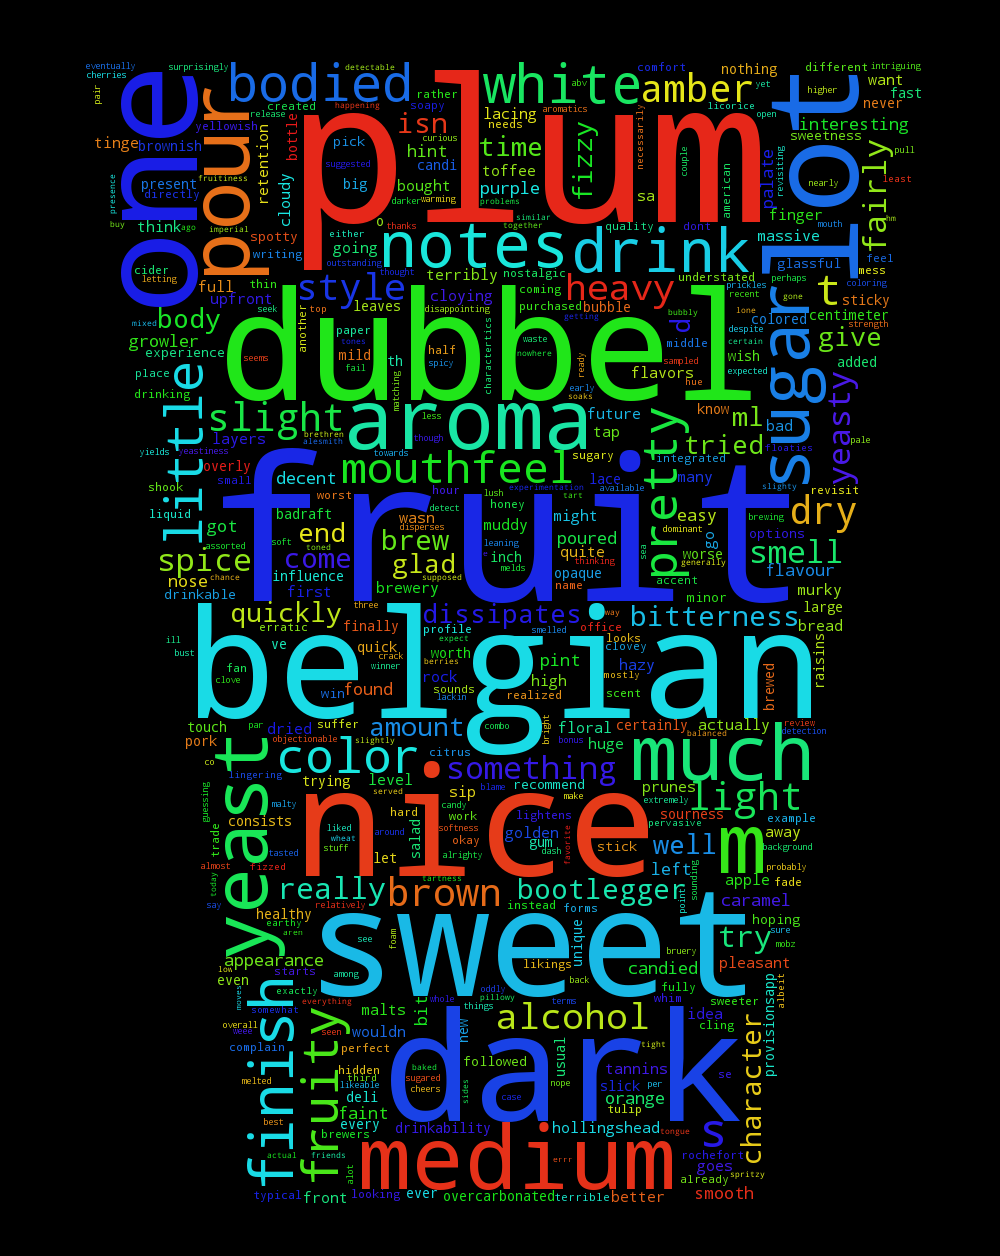 eventually surprisingly detectable comfort nothing different intriguing
cherries bodied white abv amber yet higher want fast
pair one plum lot
created rather soapy licorice open never
release happening aromatics interesting
yellowish bottle isn lacing needs time fizzy necessarily sweetness
pour tinge brownish retention pick hint curious palate fairly pull
suggested candi toffee couple nearly least
fruitiness cloudy big bought purple american revisiting
presence present directly darker warming problems sa finger
buy imperial o similar together quality dont mouth hm
think ago spotty either notes drink massive feel
writing going outstanding thought terribly nostalgic understated glassful mess
cider letting full thin style cloying coming heavy prickles perhaps coloring
upfront seek top leaves disappointing purchased bubble recent gone t sticky
mixed body another paper bubbly lone colored centimeter strength
growler dubbel tones half waste d middle despite give
experience seems mild th spicy nowhere sampled certain wish added
place fail charactertics ready flavors hue expected
drinking matching early soaks know sugar
little slight aroma less future pretty ml bad yeasty
brethren alesmith though tap tried pale
yields yeastiness layers towards sugary integrated floaties
overly mouthfeel lace many slighty
shook small decent hour lush experimentation available revisit
worst detect honey tart dry
liquid got badraft wasn muddy might easy brewing
assorted soft end disperses leaning inch poured dominant options
spice toned come brew glad melds quite sea go worse smell
nose chance influence supposed opaque thinking generally accent flavour
drinkable first brewery name minor murky
fruit
quickly three dissipates way bitterness large
erratic finally profile smelled office bread
ill ve quick expect looks clovey raisins
bust fan crack worth pint hazy
clove winner berries rock sounds high mostly scent brewed
win found lackin realized
belgian
touch par dried suffer slightly amount combo bright floral certainly actually review
pork objectionable citrus bonus huge balanced detection
co color something much
lingering trying level blame recommend prunes
guessing malty served sip candy make extremely light
yeast consists hard work lightens sourness example
trade liked around softness golden pervasive away
tasted wheat okay gum dash favorite stick well background
almost fizzed stuff let salad alrighty nice m probably
today tartness left apple fade
say relatively really brown bootlegger sounding caramel
healthy instead forms point hoping
earthy aren see foam unique try sure mobz
appearance among likings bruery pleasant
low even starts sweet back candied
moves exactly whole oddly pillowy fully whim sweeter albeit
somewhat everything malts bit things terms idea provisionsapp
overall weee seen wouldn alcohol new cling
complain perfect followed usual tight
melted hidden third baked dark tannins se character
finish fruity likeable sugared nope slick per
deli cheers sides case orange
faint tulip
best every drinkability hollingshead s
brewers tongue
actual friends errr rochefort
alot goes spritzy
typical front looking ever medium already
overcarbonated terrible better smooth